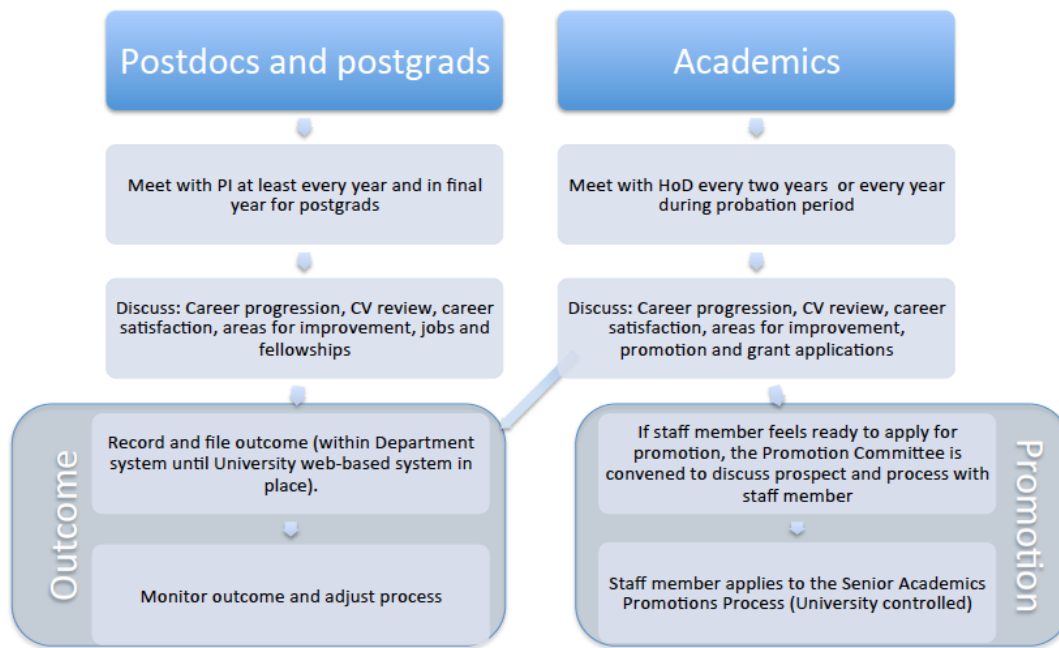 Postdocs and postgrads
Meet with PI at least every year and in final
year for postgrads
Discuss: Career progression, CV review, career
satisfaction, areas for improvement, jobs and
fellowships
Outcome
Record and file outcome (within Department
system until University web-based system in
place).
Monitor outcome and adjust process
Academics
Meet with HoD every two years or every year
during probation period
Discuss: Career progression, CV review, career
satisfaction, areas for improvement,
promotion and grant applications
If staff member feels ready to apply for
promotion, the Promotion Committee is
convened to discuss prospect and process with
staff member
Staff member applies to the Senior Academics
Promotions Process (University controlled)
Promotion